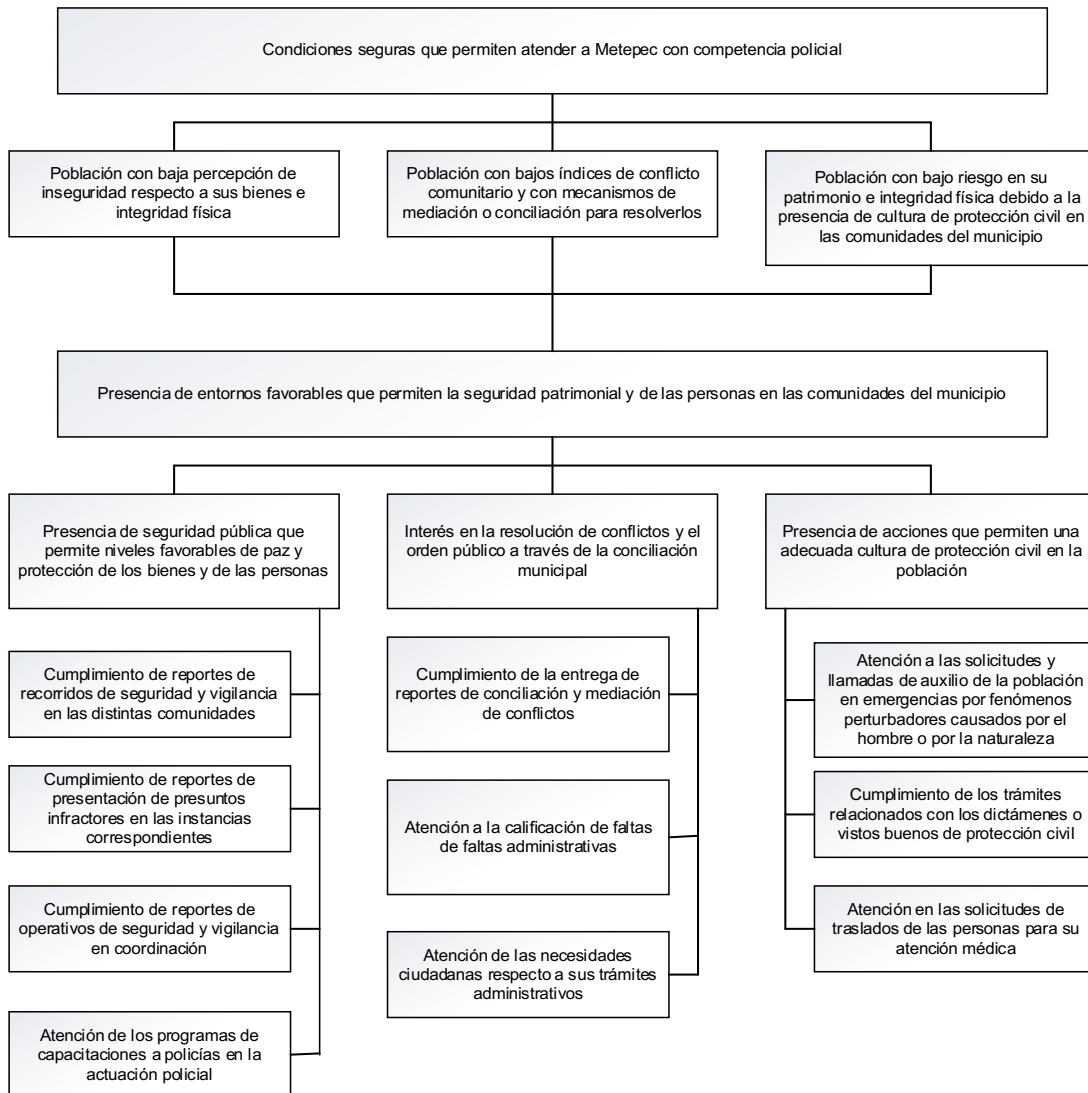 Condiciones seguras que permiten atender a Metepec con competencia policial
Población con baja percepción de
inseguridad respecto a sus bienes e
integridad física
Población con bajos índices de conflicto
comunitario y con mecanismos de
mediación o conciliación para resolverlos
Población con bajo riesgo en su
patrimonio e integridad física debido a la
presencia de cultura de protección civil en
las comunidades del municipio
Presencia de entornos favorables que permiten la seguridad patrimonial y de las personas en las comunidades del municipio
Presencia de seguridad pública que
permite niveles favorables de paz y
protección de los bienes y de las personas
Interés en la resolución de conflictos y el
orden público a través de la conciliación
municipal
Presencia de acciones que permiten una
adecuada cultura de protección civil en la
población
Cumplimiento de reportes de
recorridos de seguridad y vigilancia
en las distintas comunidades
Cumplimiento de reportes de
presentación de presuntos
infractores en las instancias
correspondientes
Cumplimiento de reportes de
operativos de seguridad y vigilancia
en coordinación
Atención de los programas de
capacitaciones a policías en la
actuación policial
Cumplimiento de la entrega de
reportes de conciliación y mediación
de conflictos
Atención a la calificación de faltas
de faltas administrativas
Atención de las necesidades
ciudadanas respecto a sus trámites
administrativos
Atención a las solicitudes y
llamadas de auxilio de la población
en emergencias por fenómenos
perturbadores causados por el
hombre o por la naturaleza
Cumplimiento de los trámites
relacionados con los dictámenes o
vistos buenos de protección civil
Atención en las solicitudes de
traslados de las personas para su
atención médica